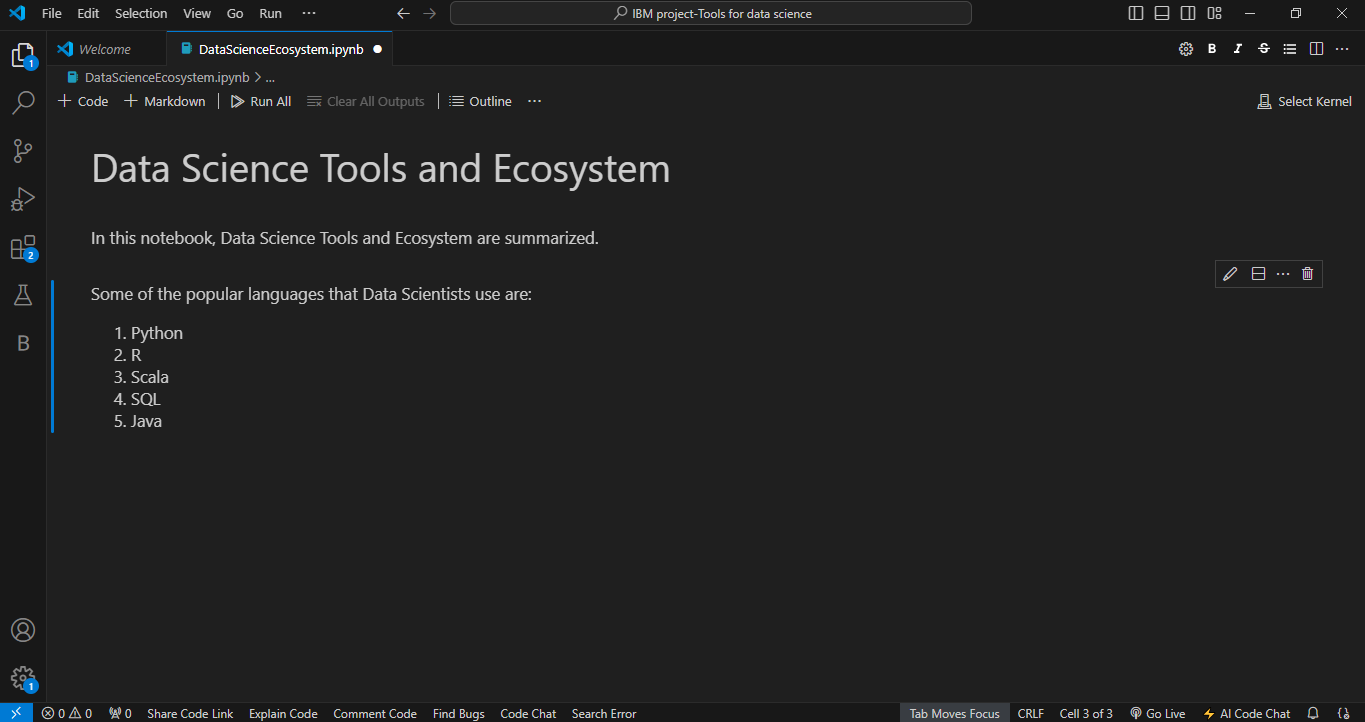 File Edit Selection View Go Run ···
IBM project-Tools for data science
Welcome
DataScienceEcosystem.ipynb
B I S
DataScienceEcosystem.ipynb > ...
+ Code + Markdown | Run All Clear All Outputs | Outline ···
Select Kernel
Data Science Tools and Ecosystem
In this notebook, Data Science Tools and Ecosystem are summarized.
Some of the popular languages that Data Scientists use are:
1. Python
2. R
3. Scala
4. SQL
5. Java
1
2
B
1
0 0 0 Share Code Link Explain Code Comment Code Find Bugs Code Chat Search Error
Tab Moves Focus CRLF Cell 3 of 3 Go Live AI Code Chat